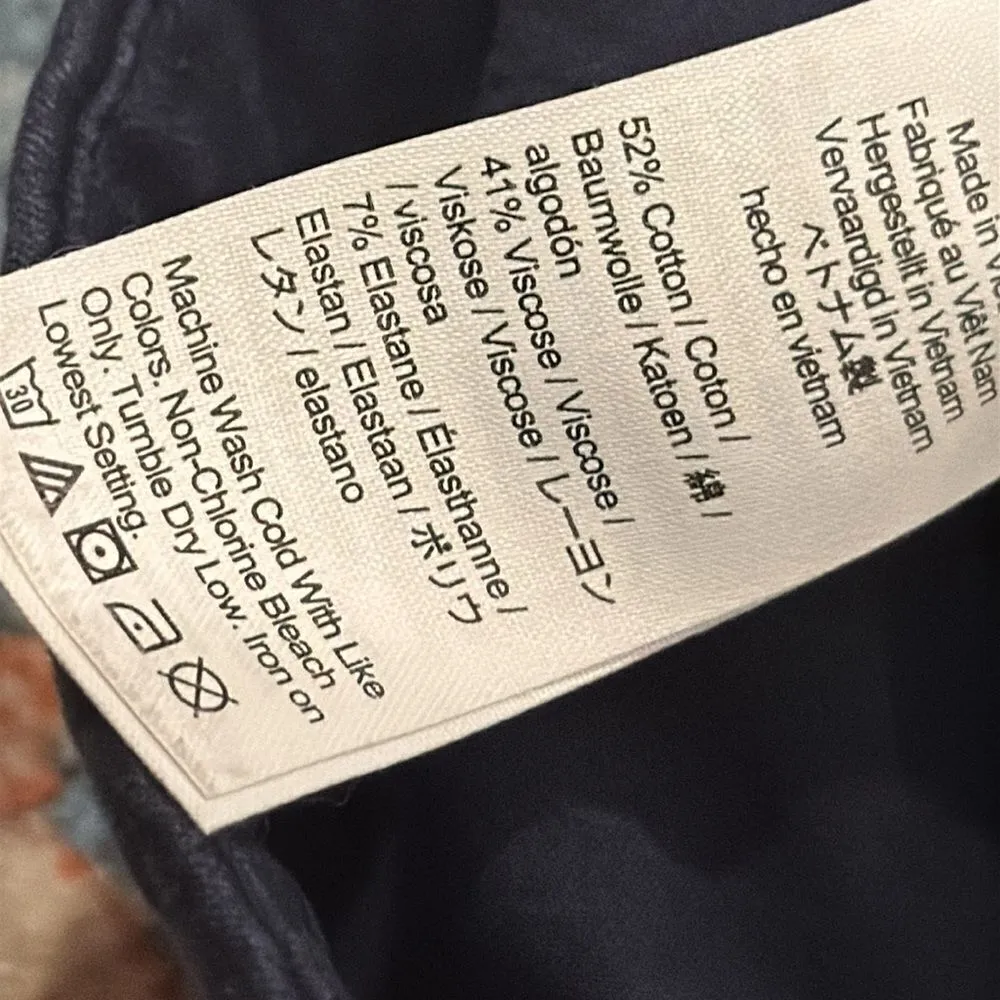 Made in
Fabriqué au Việt Nam
Hergestellt in Vietnam
Vervaardigd in Vietnam
ベトナム製
hecho en vietnam
52% Cotton / Coton /
Baumwolle / Katoen / 綿 /
algodón
41% Viscose / Viscose /
Viskose / Viscose / レーヨン
/ viscosa
7% Elastane / Élasthanne /
Elastan / Elastaan / ポリウ
レタン / elastano
Machine Wash Cold With Like
Colors. Non-Chlorine Bleach
Only. Tumble Dry Low. Iron on
Lowest Setting.
30